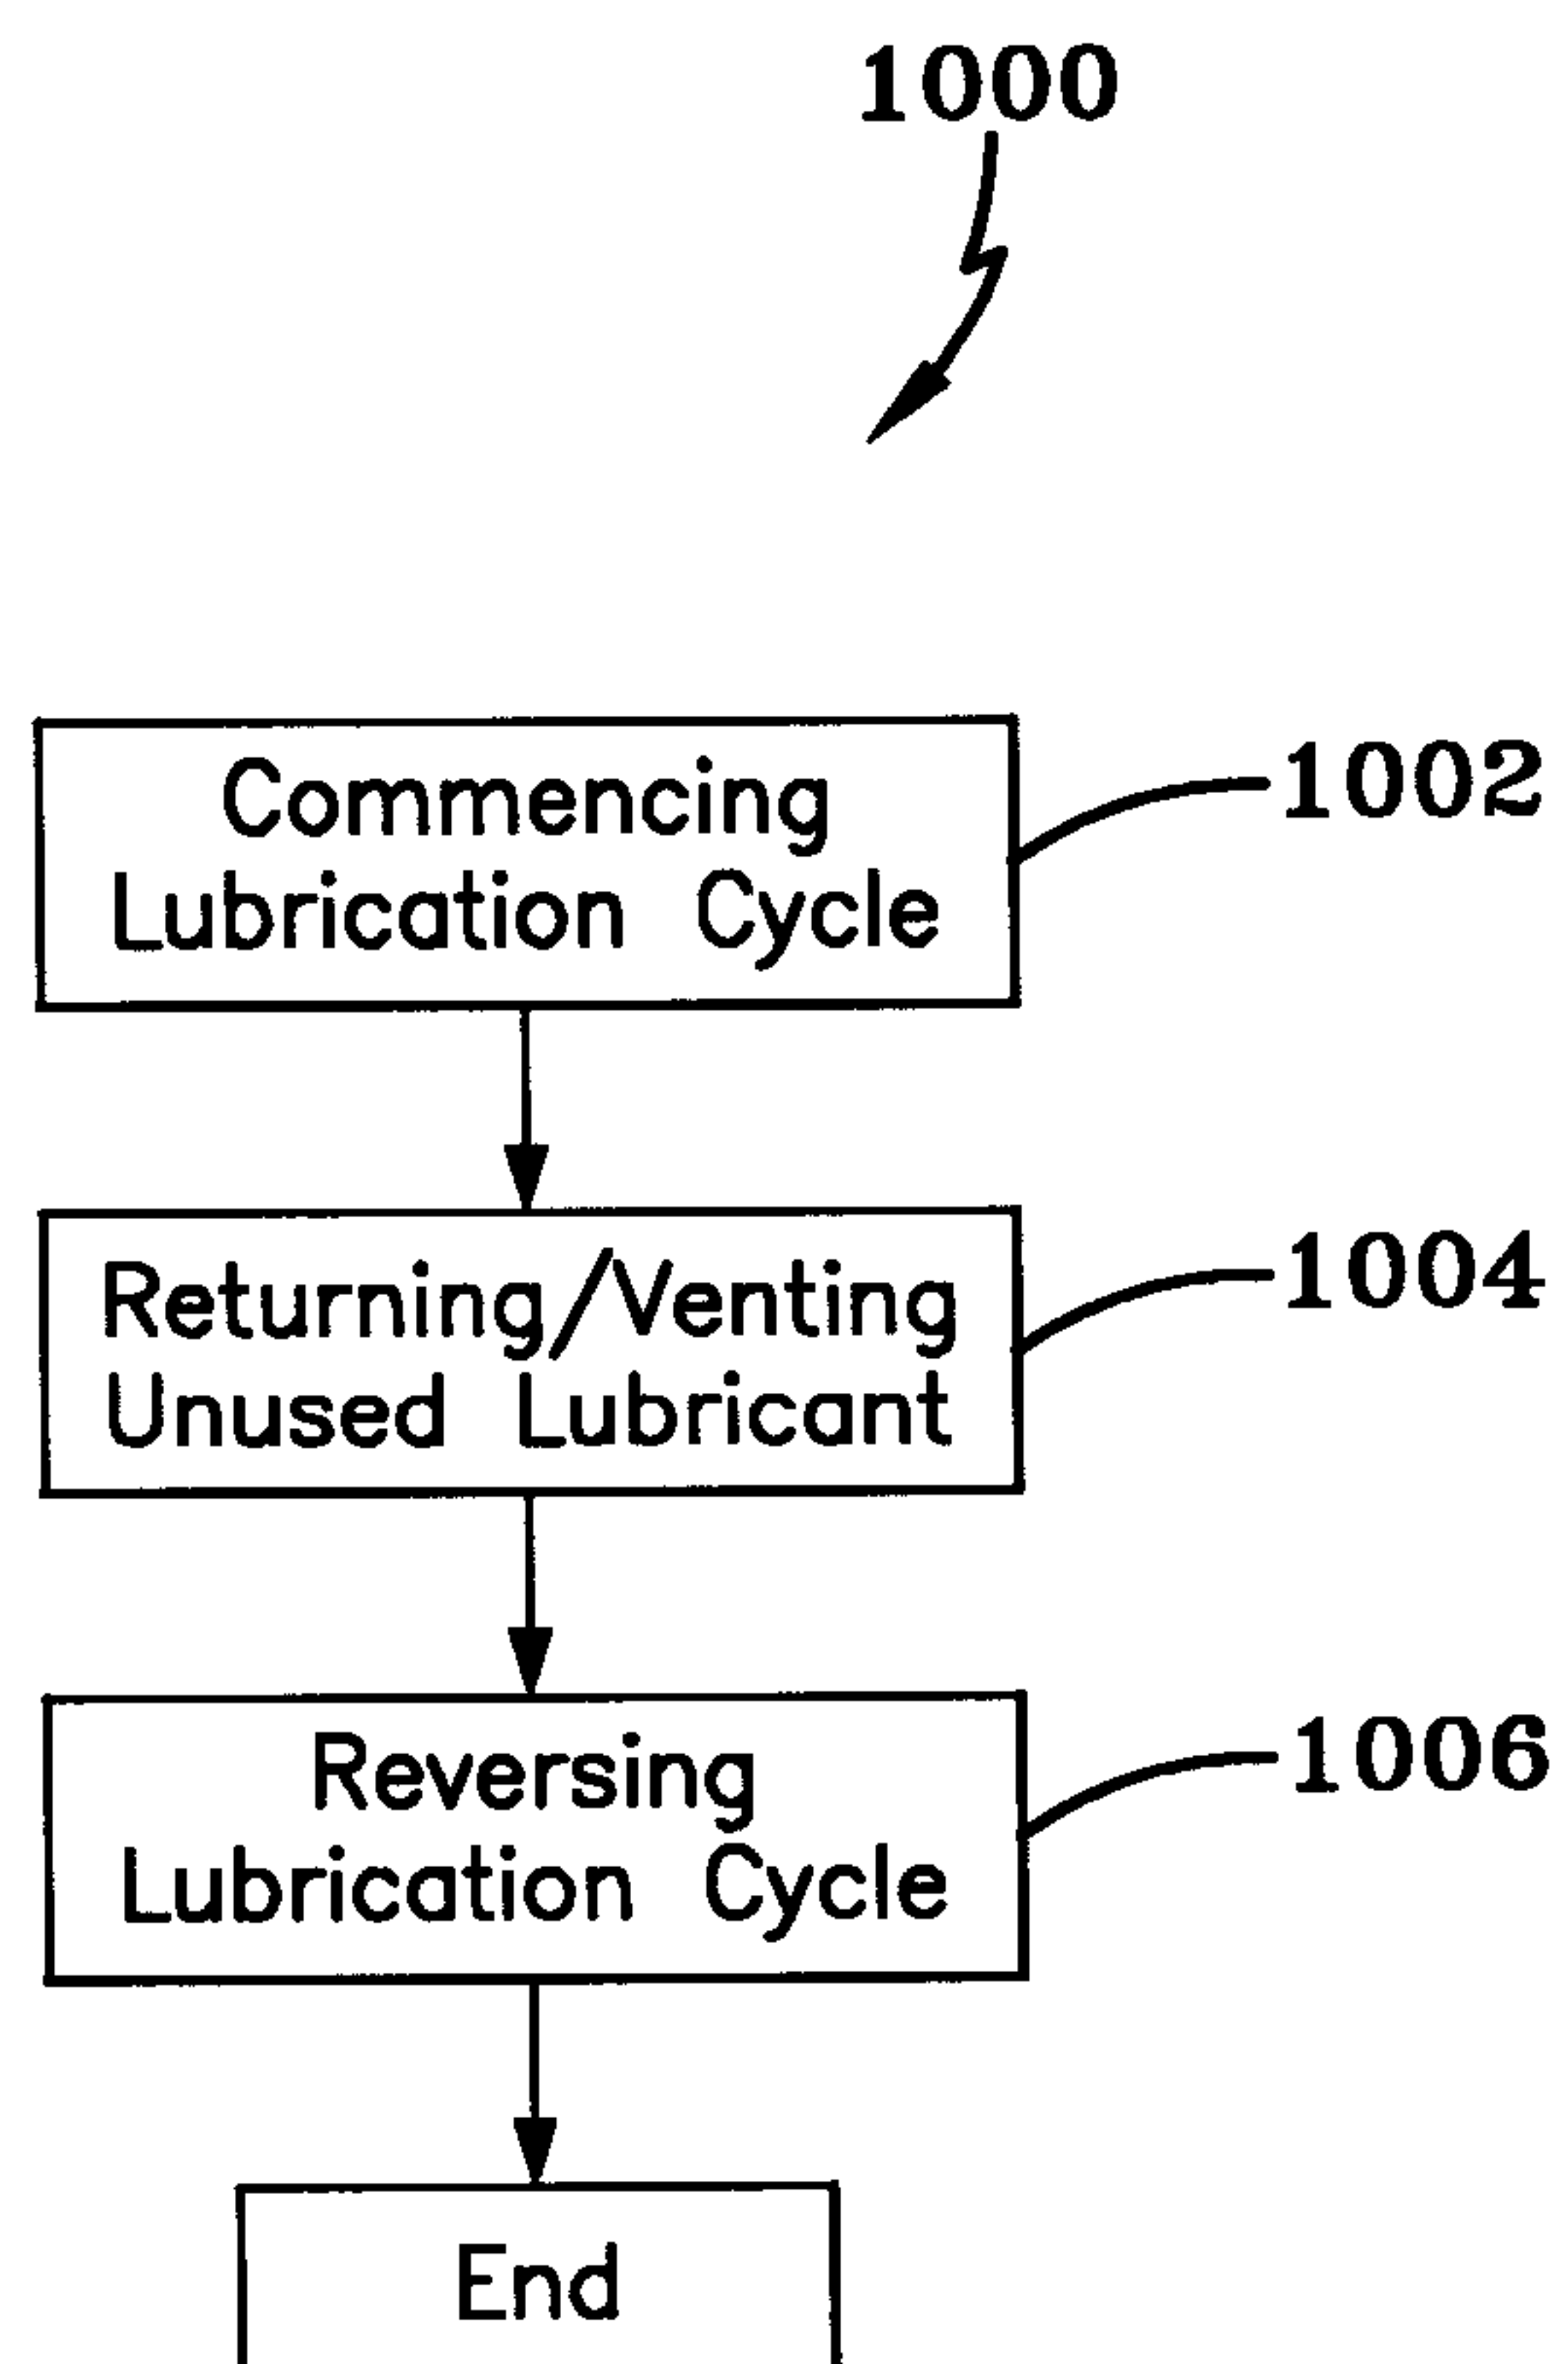 1000
Commencing
Lubrication Cycle
1002
Returning/Venting
Unused Lubricant
1004
Reversing
Lubrication Cycle
1006
End